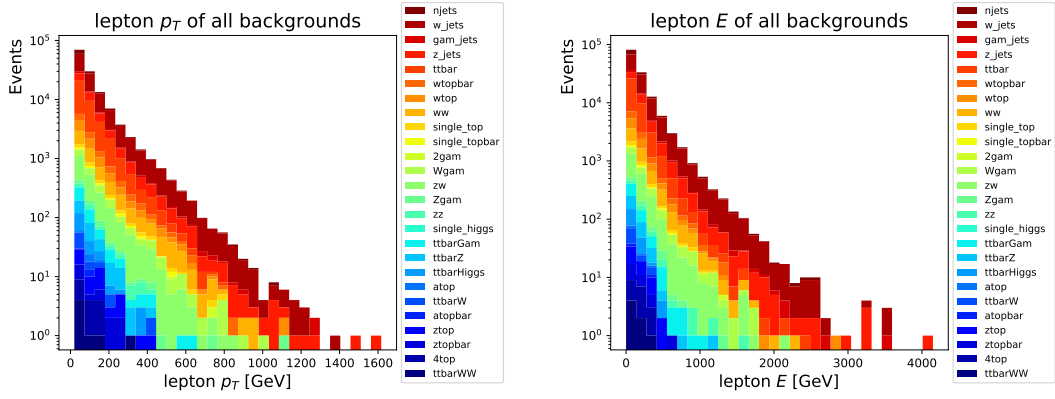 lepton p_T of all backgrounds
Events
10^5
10^4
10^3
10^2
10^1
10^0
0 200 400 600 800 1000 1200 1400 1600
lepton p_T [GeV]
njets
w_jets
gam_jets
z_jets
ttbar
wtopbar
wtop
ww
single_top
single_topbar
2gam
Wgam
zw
Zgam
zz
single_higgs
ttbarGam
ttbarZ
ttbarHiggs
atop
ttbarW
atopbar
ztop
ztopbar
4top
ttbarWW
lepton E of all backgrounds
Events
10^5
10^4
10^3
10^2
10^1
10^0
0 1000 2000 3000 4000
lepton E [GeV]
njets
w_jets
gam_jets
z_jets
ttbar
wtopbar
wtop
ww
single_top
single_topbar
2gam
Wgam
zw
Zgam
zz
single_higgs
ttbarGam
ttbarZ
ttbarHiggs
atop
ttbarW
atopbar
ztop
ztopbar
4top
ttbarWW